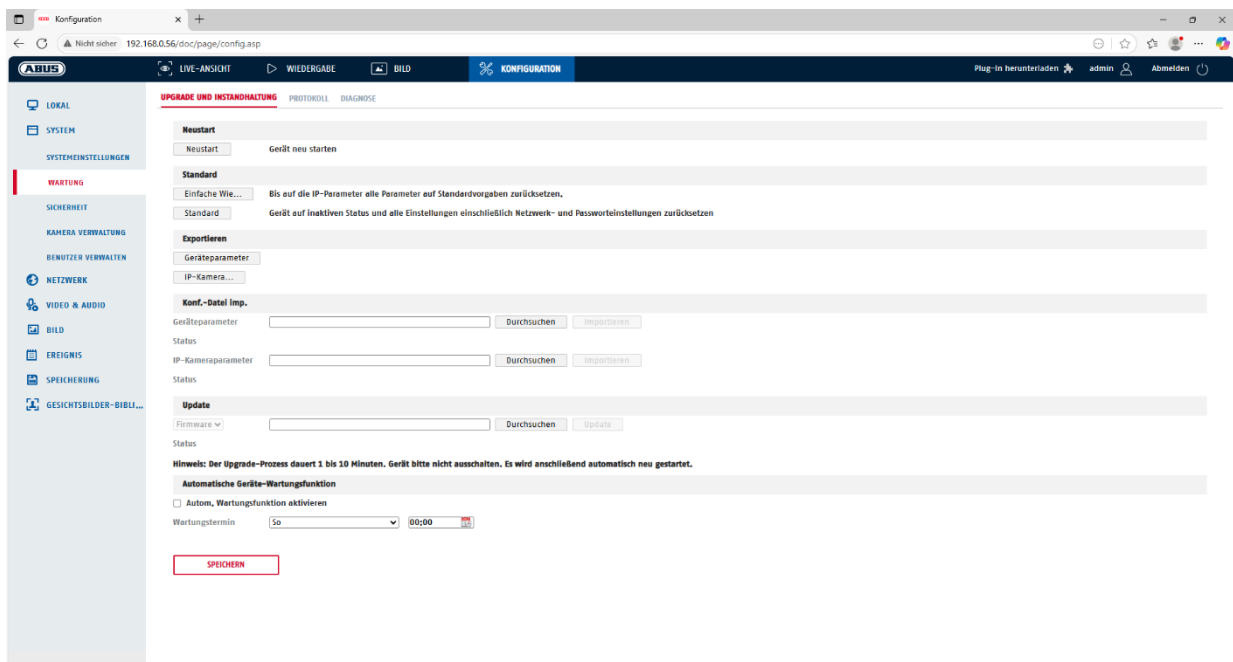 Konfiguration
Nicht sicher 192.168.0.56/doc/page/config.asp
ABUS LIVE-ANSICHT WIEDERGABE BILD KONFIGURATION Plug-in herunterladen admin Abmelden
UPGRADE UND INSTANDHALTUNG PROTOKOLL DIAGNOSE
LOKAL
SYSTEM
SYSTEMEINSTELLUNGEN
WARTUNG
SICHERHEIT
KAMERA VERWALTUNG
BENUTZER VERWALTEN
NETZWERK
VIDEO & AUDIO
BILD
EREIGNIS
SPEICHERUNG
GESICHTSBILDER-BIBLI...
Neustart
Neustart Gerät neu starten
Standard
Einfache Wie... Bis auf die IP-Parameter alle Parameter auf Standardvorgaben zurücksetzen.
Standard Gerät auf inaktiven Status und alle Einstellungen einschließlich Netzwerk- und Passworteinstellungen zurücksetzen
Exportieren
Geräteparameter
IP-Kamera...
Konf.-Datei imp.
Geräteparameter Durchsuchen Importieren
Status
IP-Kameraparameter Durchsuchen Importieren
Status
Update
Firmware Durchsuchen Update
Status
Hinweis: Der Upgrade-Prozess dauert 1 bis 10 Minuten. Gerät bitte nicht ausschalten. Es wird anschließend automatisch neu gestartet.
Automatische Geräte-Wartungsfunktion
Autom. Wartungsfunktion aktivieren
Wartungstermin So 00:00
SPEICHERN